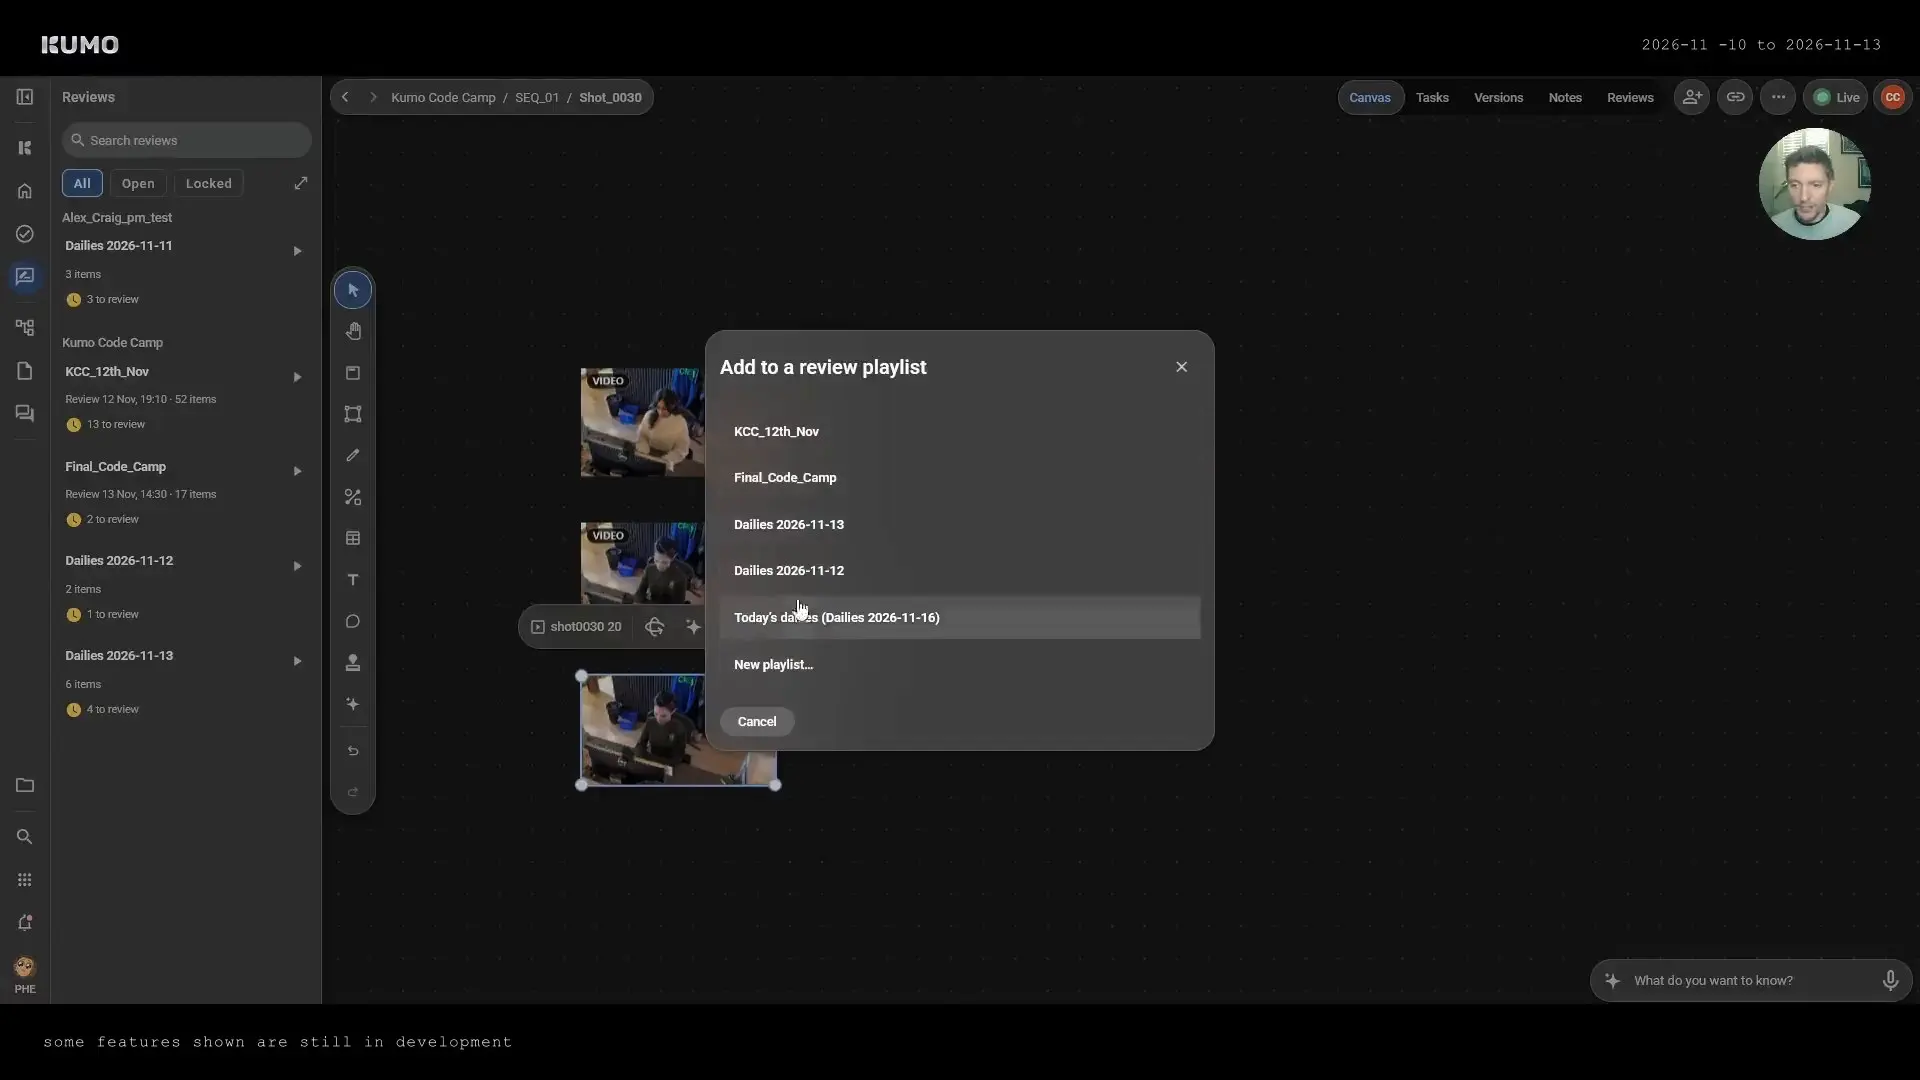 KUMO
2026-11 -10 to 2026-11-13
Reviews
Search reviews
All
Open
Locked
Alex_Craig_pm_test
Dailies 2026-11-11
3 items
3 to review
Kumo Code Camp
KCC_12th_Nov
Review 12 Nov, 19:10 · 52 items
13 to review
Final_Code_Camp
Review 13 Nov, 14:30 · 17 items
2 to review
Dailies 2026-11-12
2 items
1 to review
Dailies 2026-11-13
6 items
4 to review
PHE
Kumo Code Camp / SEQ_01 / Shot_0030
Canvas
Tasks
Versions
Notes
Reviews
Live
CC
VIDEO
VIDEO
shot0030 20
Add to a review playlist
KCC_12th_Nov
Final_Code_Camp
Dailies 2026-11-13
Dailies 2026-11-12
Today's dailies (Dailies 2026-11-16)
New playlist...
Cancel
What do you want to know?
some features shown are still in development